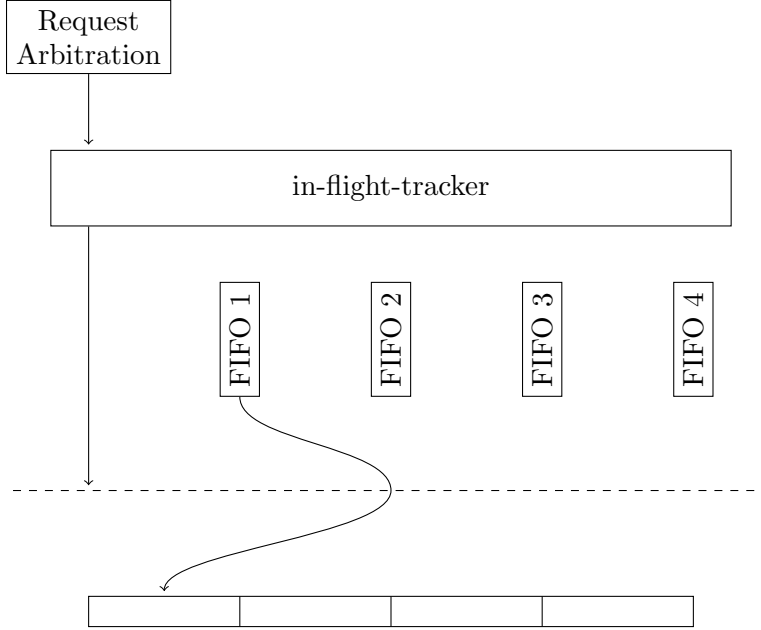 Request
Arbitration
in-flight-tracker
FIFO 1
FIFO 2
FIFO 3
FIFO 4